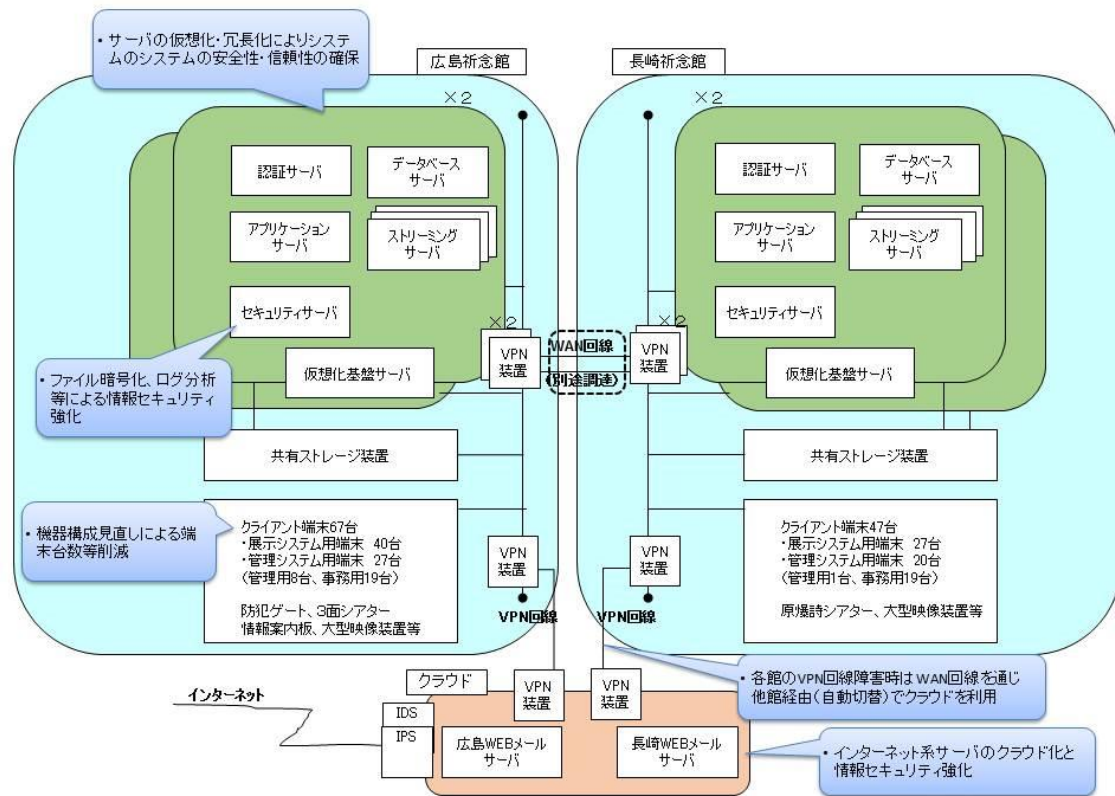 ・サーバの仮想化・冗長化によりシステ
ムのシステムの安全性・信頼性の確保
広島祈念館
×2
認証サーバ
データベース
サーバ
アプリケーション
サーバ
ストリーミング
サーバ
セキュリティサーバ
仮想化基盤サーバ
・ファイル暗号化、ログ分析
等による情報セキュリティ
強化
共有ストレージ装置
・機器構成見直しによる端
末台数等削減
クライアント端末67台
・展示システム用端末 40台
・管理システム用端末 27台
(管理用8台、事務用19台)
防犯ゲート、3面シアター
情報案内板、大型映像装置等
×2
VPN
装置
WAN回線
(別途調達)
×2
VPN
装置
長崎祈念館
×2
認証サーバ
データベース
サーバ
アプリケーション
サーバ
ストリーミング
サーバ
セキュリティサーバ
仮想化基盤サーバ
共有ストレージ装置
クライアント端末47台
・展示システム用端末 27台
・管理システム用端末 20台
(管理用1台、事務用19台)
原爆詩シアター、大型映像装置等
VPN
装置
VPN回線
VPN
装置
VPN回線
・各館のVPN回線障害時はWAN回線を通じ
他館経由(自動切替)でクラウドを利用
クラウド
VPN
装置
VPN
装置
インターネット
IDS
IPS
広島WEBメール
サーバ
長崎WEBメール
サーバ
・インターネット系サーバのクラウド化と
情報セキュリティ強化